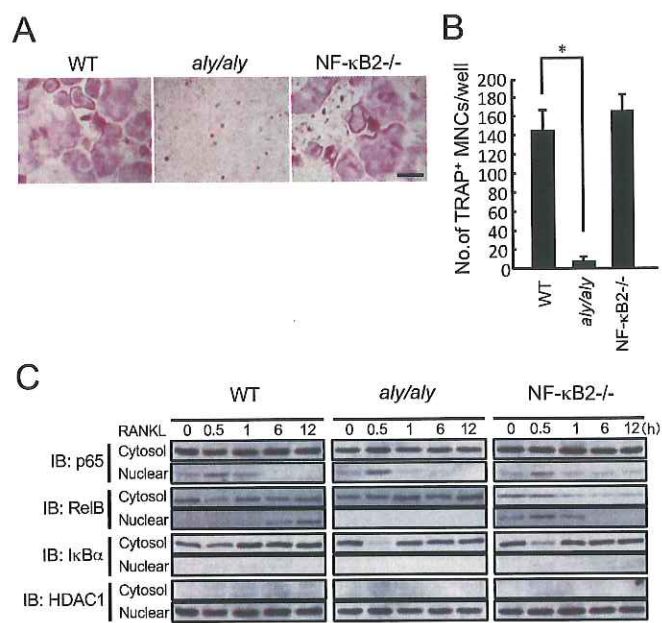 A
WT
aly/aly
NF-κB2-/-
B
No.of TRAP⁺ MNCs/well
200
180
160
140
120
100
80
60
40
20
0
*
WT
aly/aly
NF-κB2-/-
C
WT aly/aly NF-κB2-/-
RANKL 0 0.5 1 6 12 0 0.5 1 6 12 0 0.5 1 6 12(h)
IB: p65
Cytosol
Nuclear
IB: RelB
Cytosol
Nuclear
IB: IκBα
Cytosol
Nuclear
IB: HDAC1
Cytosol
Nuclear